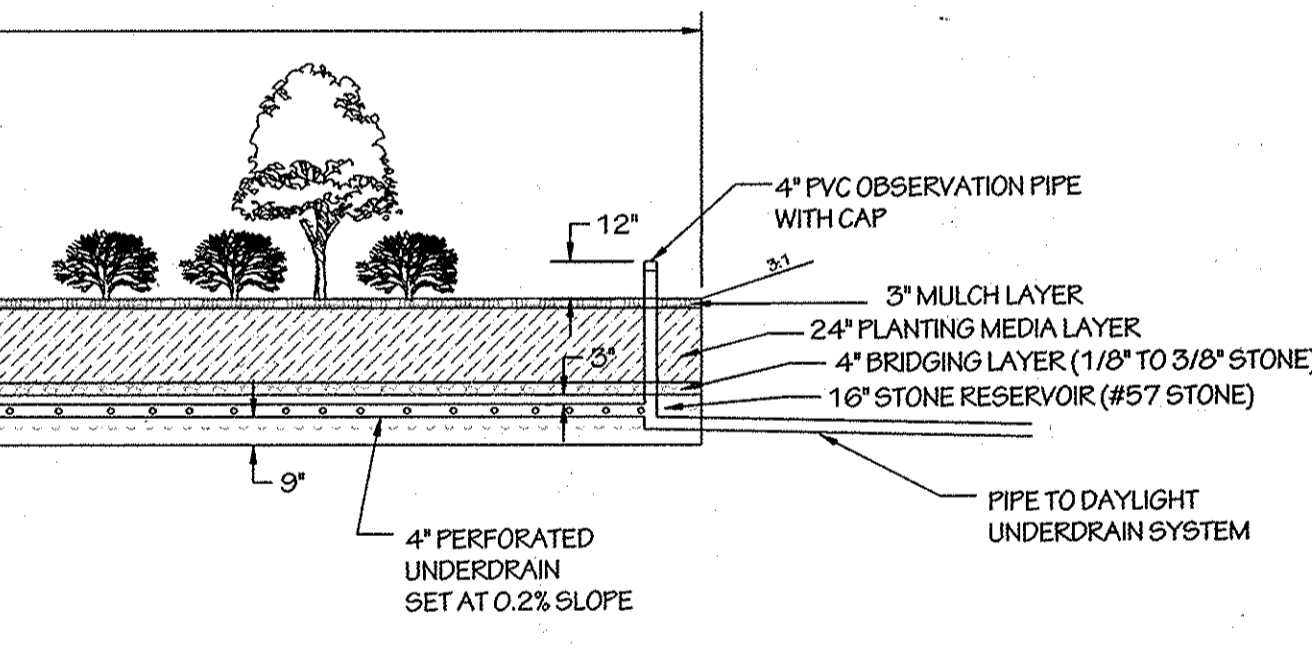 12"
4" PVC OBSERVATION PIPE
WITH CAP
3:1
3" MULCH LAYER
24" PLANTING MEDIA LAYER
3"
4" BRIDGING LAYER (1/8" TO 3/8" STONE)
16" STONE RESERVOIR (#57 STONE)
9"
4" PERFORATED
UNDERDRAIN
SET AT 0.2% SLOPE
PIPE TO DAYLIGHT
UNDERDRAIN SYSTEM